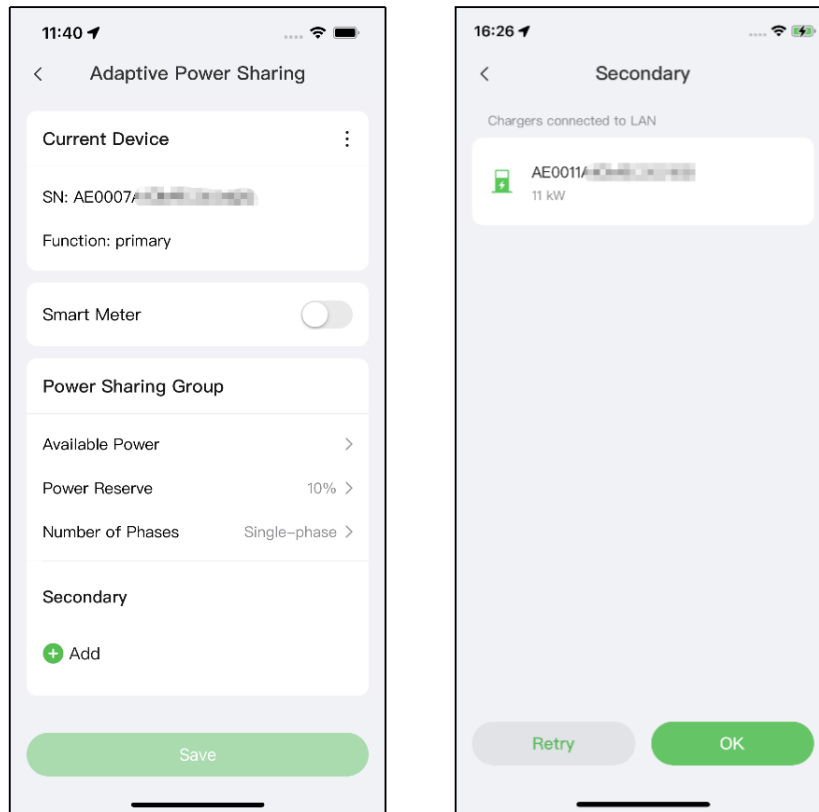 11:40
Adaptive Power Sharing
Current Device
SN: AE0007
Function: primary
Smart Meter
Power Sharing Group
Available Power
Power Reserve 10%
Number of Phases Single-phase
Secondary
Add
Save
16:26
Secondary
Chargers connected to LAN
AE0011
11 kW
Retry OK